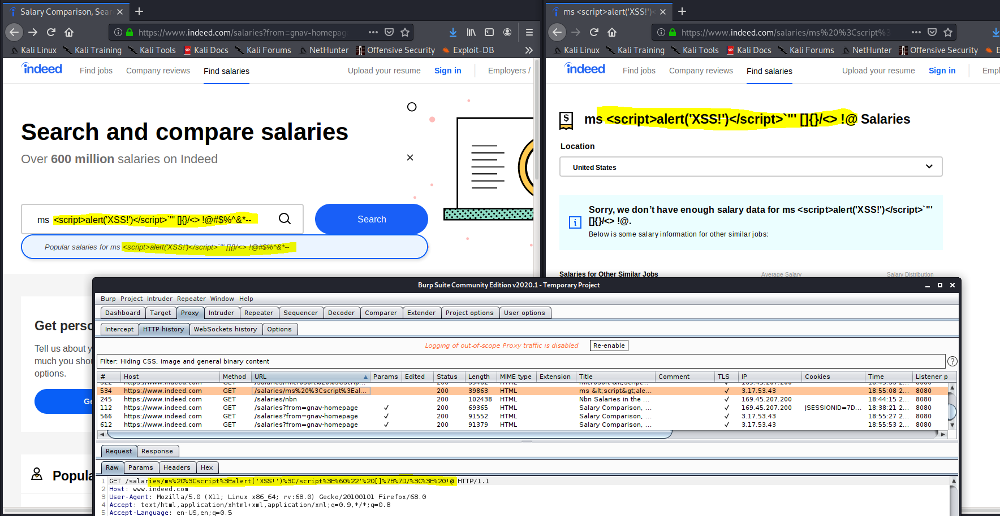 Salary Comparison, Sear
https://www.indeed.com/salaries?from=gnav-homepage
Kali Linux Kali Training Kali Tools Kali Docs Kali Forums NetHunter Offensive Security Exploit-DB
indeed Find jobs Company reviews Find salaries Upload your resume Sign in Employers /
Search and compare salaries
Over 600 million salaries on Indeed
ms <script>alert('XSS!')</script>`"' []{}/<> !@#$%^&*--
Search
Popular salaries for ms <script>alert('XSS!')</script>`"' []{}/<> !@#$%^&*--
Get perso
Tell us about y
much you shou
options.
Ge
Popula
ms <script>alert('XSS!')<
https://www.indeed.com/salaries/ms%20%3Cscript%3
Kali Linux Kali Training Kali Tools Kali Docs Kali Forums NetHunter Offensive Security E
indeed Find jobs Company reviews Find salaries Upload your resume Sign in Empl
$ ms <script>alert('XSS!')</script>`"' []{}/<> !@ Salaries
Location
United States
Sorry, we don't have enough salary data for ms <script>alert('XSS!')</script>`"'
[]{}/<> !@.
Below is some salary information for other similar jobs:
Salaries for Other Similar Jobs Average Salary Salary Distribution
Burp Suite Community Edition v2020.1 - Temporary Project
Burp Project Intruder Repeater Window Help
Dashboard Target Proxy Intruder Repeater Sequencer Decoder Comparer Extender Project options User options
Intercept HTTP history WebSockets history Options
Logging of out-of-scope Proxy traffic is disabled Re-enable
Filter: Hiding CSS, image and general binary content ?
# Host Method URL Params Edited Status Length MIME type Extension Title Comment TLS IP Cookies Time Listener p
534 https://www.indeed.com GET /salaries/ms%20%3Cscript%3Eal... 200 39863 HTML ms &lt;script&gt;ale... ✓ 3.17.53.43 18:55:08 2... 8080
245 https://www.indeed.com GET /salaries/nbn 200 102438 HTML Nbn Salaries in the ... ✓ 169.45.207.200 18:44:15 2... 8080
112 https://www.indeed.com GET /salaries?from=gnav-homepage ✓ 200 69365 HTML Salary Comparison, ... ✓ 169.45.207.200 JSESSIONID=7D... 18:38:21 2... 8080
566 https://www.indeed.com GET /salaries?from=gnav-homepage ✓ 200 91552 HTML Salary Comparison, ... ✓ 3.17.53.43 18:55:27 2... 8080
612 https://www.indeed.com GET /salaries?from=gnav-homepage ✓ 200 91379 HTML Salary Comparison, ... ✓ 3.17.53.43 18:55:53 2... 8080
Request Response
Raw Params Headers Hex
1 GET /salaries/ms%20%3Cscript%3Ealert('XSS!')%3C/script%3E%60%22'%20[]%7B%7D/%3C%3E%20!@ HTTP/1.1
2 Host: www.indeed.com
3 User-Agent: Mozilla/5.0 (X11; Linux x86_64; rv:68.0) Gecko/20100101 Firefox/68.0
4 Accept: text/html,application/xhtml+xml,application/xml;q=0.9,*/*;q=0.8
5 Accept-Language: en-US,en;q=0.5